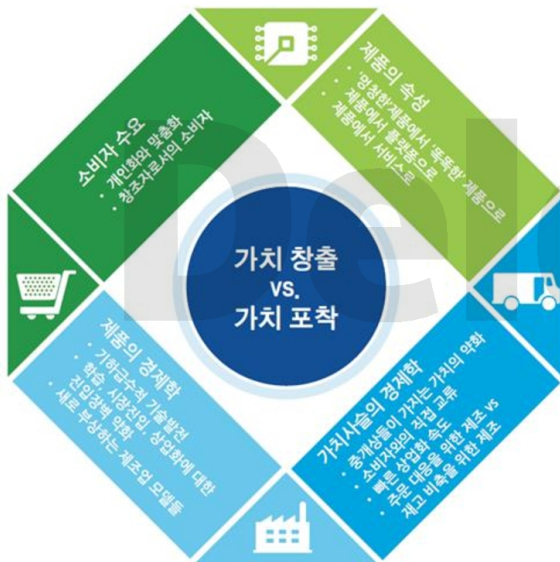 소비자 수요
• 개인화와 맞춤화
• 창조자로서의 소비자
제품의 속성
• '멍청한'제품에서 '똑똑한' 제품으로
• 제품에서 플랫폼으로
• 제품에서 서비스로
가치 창출
vs.
가치 포착
제품의 경제학
• 기하급수적 기술발전
• 학습·시장진입·상업화에 대한
진입장벽 약화
• 새로 부상하는 제조업 모델들
가치사슬의 경제학
• 중개상들이 가지는 가치의 약화
• 소비자와의 직접 교류
• 빠른 상업화 속도
• 주문 대응을 위한 제조 vs
재고 비축을 위한 제조
Del